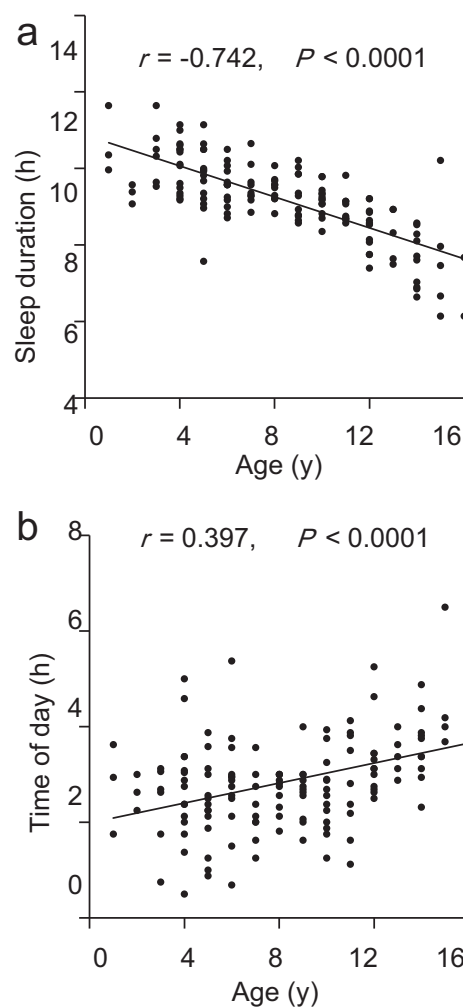 a
r = -0.742, P < 0.0001
Sleep duration (h)
14
12
10
8
6
4
0 4 8 12 16
Age (y)
b
r = 0.397, P < 0.0001
Time of day (h)
8
6
4
2
0
0 4 8 12 16
Age (y)